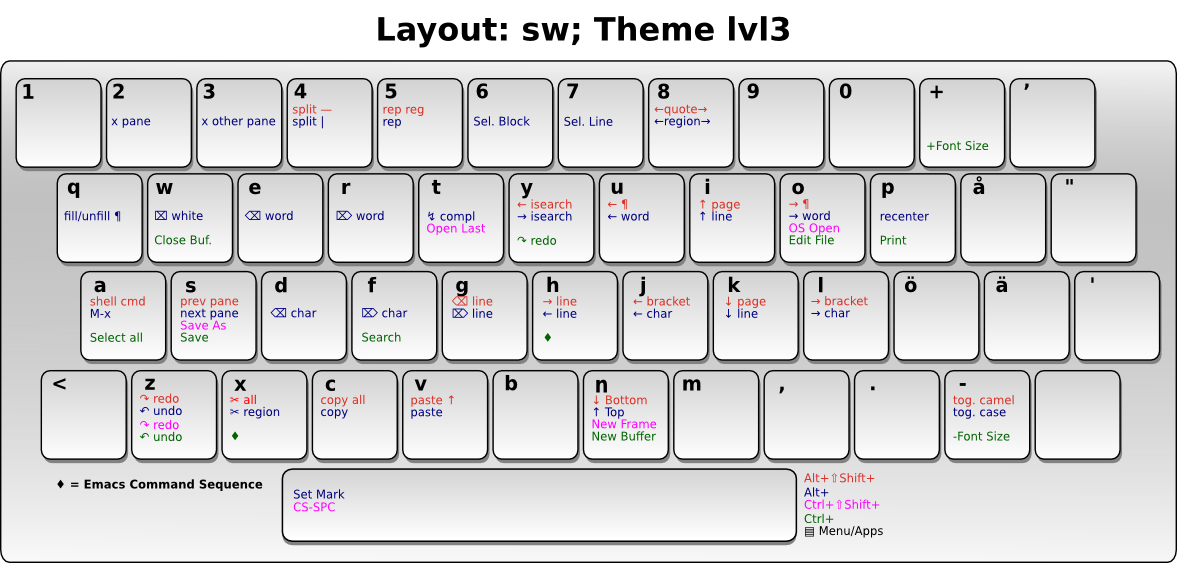 Layout: sw; Theme lvl3
1
2
x pane
3
x other pane
4
split —
split |
5
rep reg
rep
6
Sel. Block
7
Sel. Line
8
←quote→
←region→
9
0
+
+Font Size
’
q
fill/unfill ¶
w
⌧ white
Close Buf.
e
⌫ word
r
⌦ word
t
↯ compl
Open Last
y
← isearch
→ isearch
↷ redo
u
← ¶
← word
i
↑ page
↑ line
o
→ ¶
→ word
OS Open
Edit File
p
recenter
Print
å
"
a
shell cmd
M-x
Select all
s
prev pane
next pane
Save As
Save
d
⌫ char
f
⌦ char
Search
g
⌫ line
⌦ line
h
→ line
← line
♦
j
← bracket
← char
k
↓ page
↓ line
l
→ bracket
→ char
ö
ä
'
<
z
↷ redo
↶ undo
↷ redo
↶ undo
x
✂ all
✂ region
♦
c
copy all
copy
v
paste ↑
paste
b
n
↓ Bottom
↑ Top
New Frame
New Buffer
m
,
.
-
tog. camel
tog. case
-Font Size
♦ = Emacs Command Sequence
Set Mark
CS-SPC
Alt+⇧Shift+
Alt+
Ctrl+⇧Shift+
Ctrl+
▤ Menu/Apps